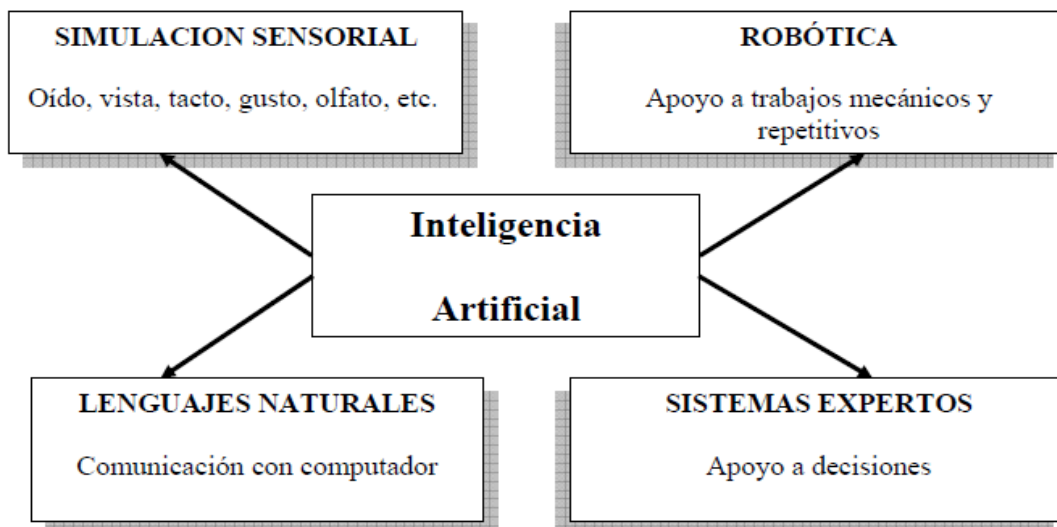 SIMULACION SENSORIAL
Oído, vista, tacto, gusto, olfato, etc.
ROBÓTICA
Apoyo a trabajos mecánicos y
repetitivos
Inteligencia
Artificial
LENGUAJES NATURALES
Comunicación con computador
SISTEMAS EXPERTOS
Apoyo a decisiones